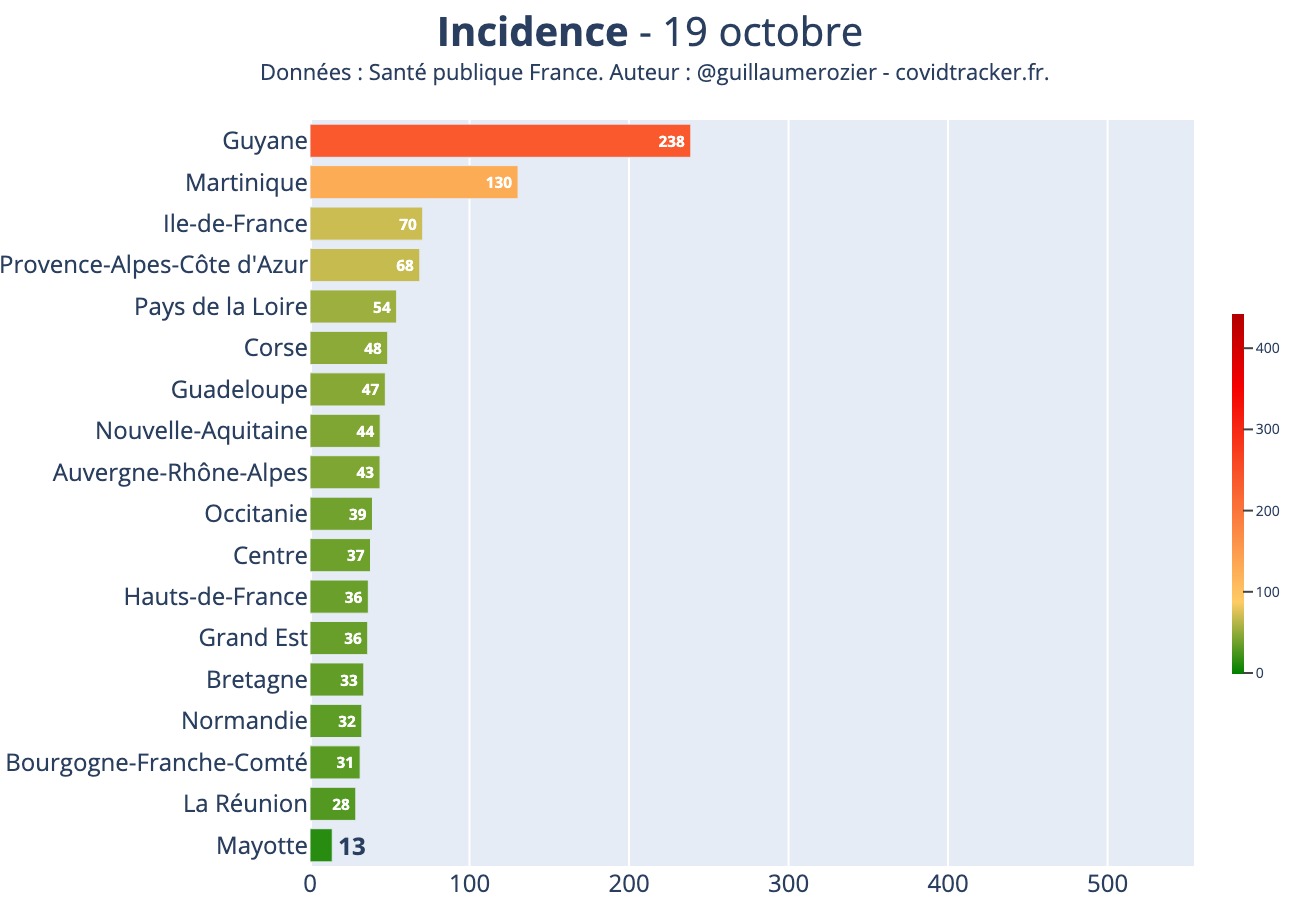 Incidence - 19 octobre
Données : Santé publique France. Auteur : @guillaumerozier - covidtracker.fr.
Guyane 238
Martinique 130
Ile-de-France 70
Provence-Alpes-Côte d'Azur 68
Pays de la Loire 54
Corse 48
Guadeloupe 47
Nouvelle-Aquitaine 44
Auvergne-Rhône-Alpes 43
Occitanie 39
Centre 37
Hauts-de-France 36
Grand Est 36
Bretagne 33
Normandie 32
Bourgogne-Franche-Comté 31
La Réunion 28
Mayotte 13
0 100 200 300 400 500
400
300
200
100
0